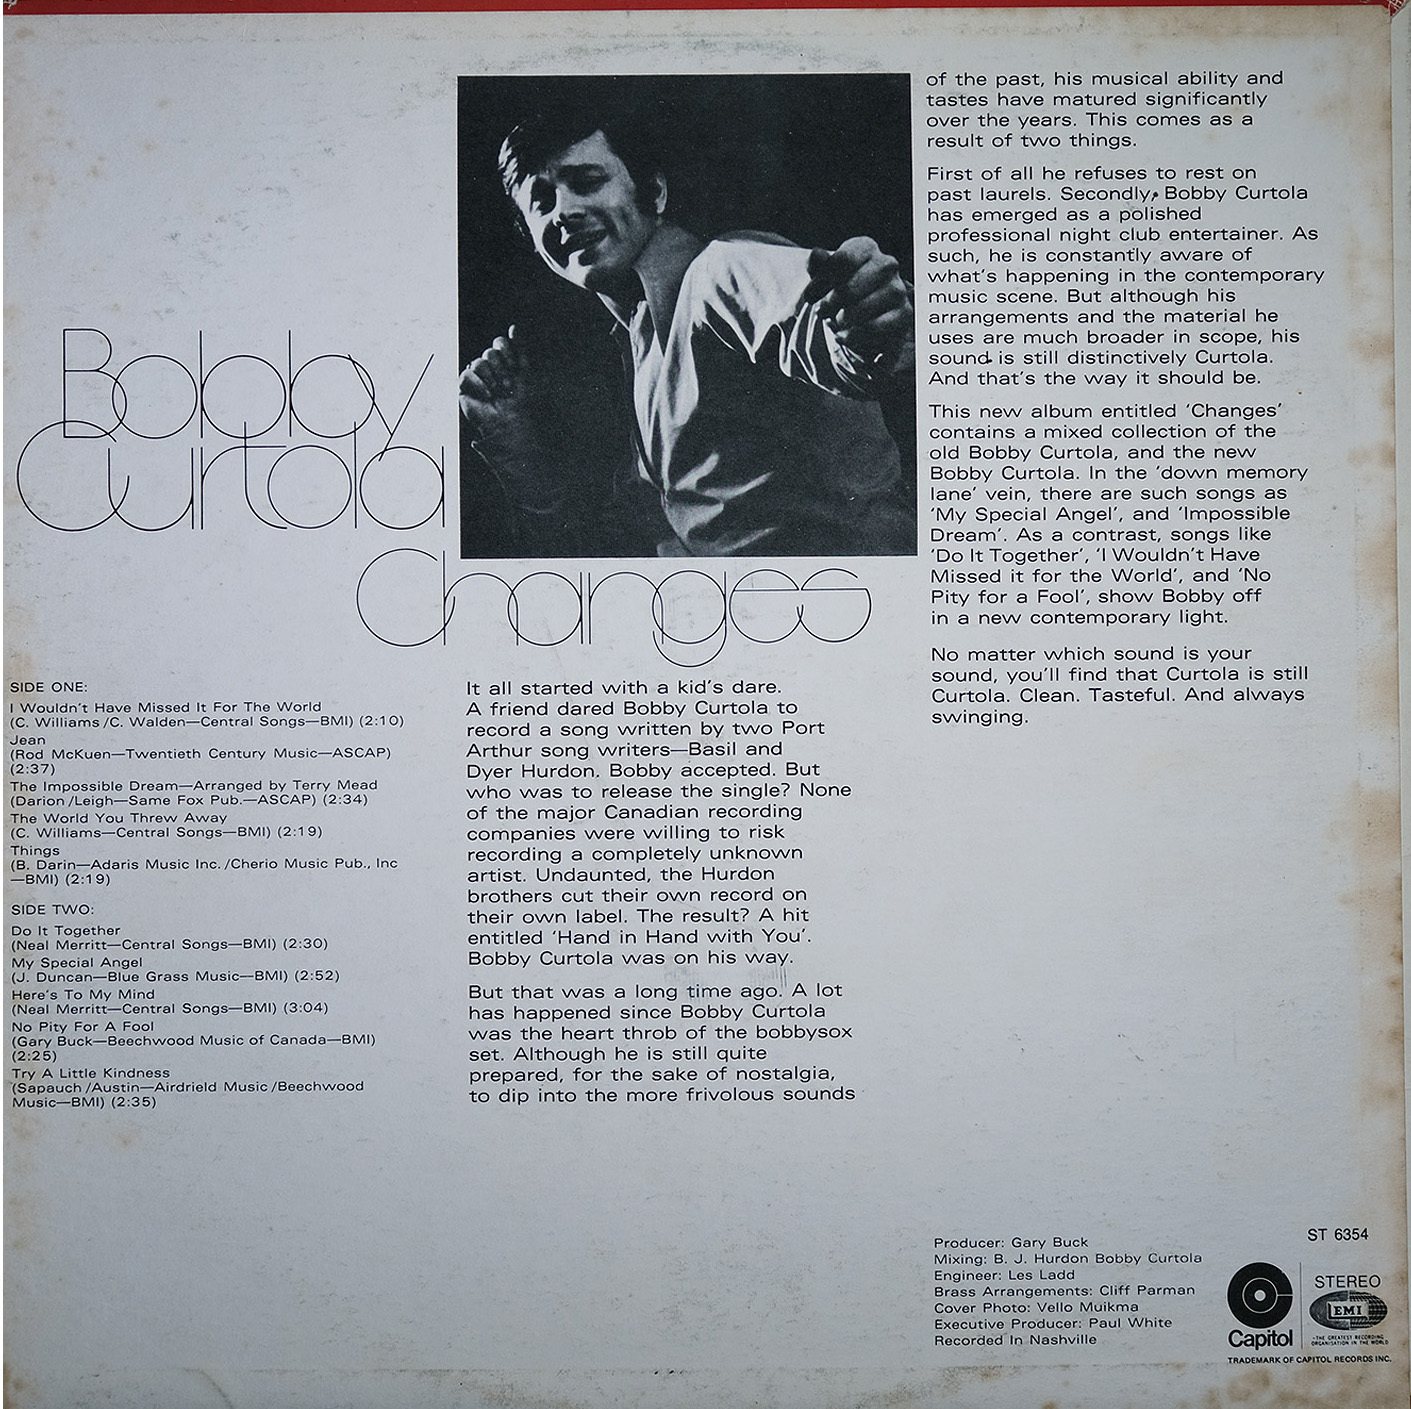 Bobby
Curtola
Changes
SIDE ONE:
I Wouldn't Have Missed It For The World
(C. Williams/C. Walden—Central Songs—BMI) (2:10)
Jean
(Rod McKuen—Twentieth Century Music—ASCAP)
(2:37)
The Impossible Dream—Arranged by Terry Mead
(Darion/Leigh—Same Fox Pub.—ASCAP) (2:34)
The World You Threw Away
(C. Williams—Central Songs—BMI) (2:19)
Things
(B. Darin—Adaris Music Inc./Cherio Music Pub., Inc
—BMI) (2:19)
SIDE TWO:
Do It Together
(Neal Merritt—Central Songs—BMI) (2:30)
My Special Angel
(J. Duncan—Blue Grass Music—BMI) (2:52)
Here's To My Mind
(Neal Merritt—Central Songs—BMI) (3:04)
No Pity For A Fool
(Gary Buck—Beechwood Music of Canada—BMI)
(2:25)
Try A Little Kindness
(Sapauch/Austin—Airdrield Music/Beechwood
Music—BMI) (2:35)
It all started with a kid's dare.
A friend dared Bobby Curtola to
record a song written by two Port
Arthur song writers—Basil and
Dyer Hurdon. Bobby accepted. But
who was to release the single? None
of the major Canadian recording
companies were willing to risk
recording a completely unknown
artist. Undaunted, the Hurdon
brothers cut their own record on
their own label. The result? A hit
entitled 'Hand in Hand with You'.
Bobby Curtola was on his way.
But that was a long time ago. A lot
has happened since Bobby Curtola
was the heart throb of the bobbysox
set. Although he is still quite
prepared, for the sake of nostalgia,
to dip into the more frivolous sounds
of the past, his musical ability and
tastes have matured significantly
over the years. This comes as a
result of two things.
First of all he refuses to rest on
past laurels. Secondly, Bobby Curtola
has emerged as a polished
professional night club entertainer. As
such, he is constantly aware of
what's happening in the contemporary
music scene. But although his
arrangements and the material he
uses are much broader in scope, his
sound is still distinctively Curtola.
And that's the way it should be.
This new album entitled 'Changes'
contains a mixed collection of the
old Bobby Curtola, and the new
Bobby Curtola. In the 'down memory
lane' vein, there are such songs as
'My Special Angel', and 'Impossible
Dream'. As a contrast, songs like
'Do It Together', 'I Wouldn't Have
Missed it for the World', and 'No
Pity for a Fool', show Bobby off
in a new contemporary light.
No matter which sound is your
sound, you'll find that Curtola is still
Curtola. Clean. Tasteful. And always
swinging.
Producer: Gary Buck
Mixing: B. J. Hurdon Bobby Curtola
Engineer: Les Ladd
Brass Arrangements: Cliff Parman
Cover Photo: Vello Muikma
Executive Producer: Paul White
Recorded In Nashville
ST 6354
Capitol
STEREO
EMI
-THE GREATEST RECORDING
ORGANISATION IN THE WORLD
TRADEMARK OF CAPITOL RECORDS INC.